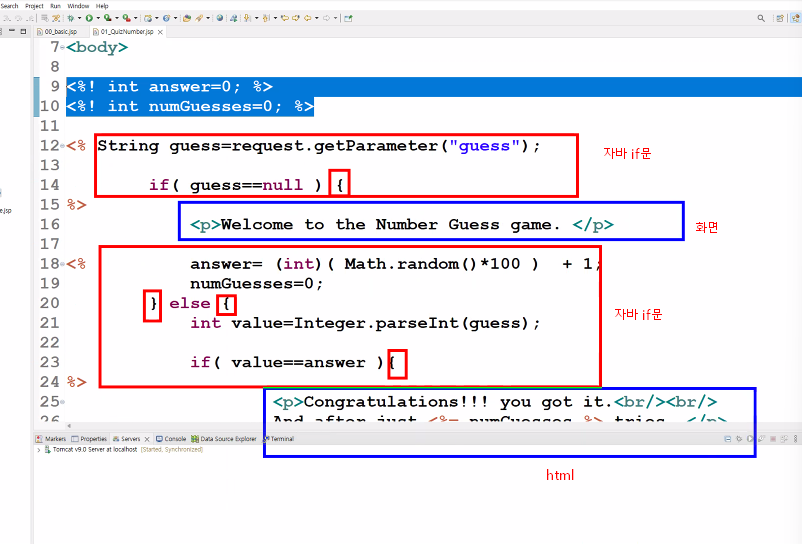 Search Project Run Window Help
00_basic.jsp 01_QuizNumber.jsp
7 <body>
9 <%! int answer=0; %>
10 <%! int numGuesses=0; %>
11
12 <% String guess=request.getParameter("guess");
자바 if문
13
14 if( guess==null ) {
15 %>
e.jsp
16 <p>Welcome to the Number Guess game. </p>
화면
17
18 <% answer= (int)( Math.random()*100 ) + 1;
19 numGuesses=0;
20 } else {
21 int value=Integer.parseInt(guess);
자바 if문
22
23 if( value==answer ){
24 %>
25 <p>Congratulations!!! you got it.<br/><br/>
26 And after just <%= numGuesses %> tries. </p>
Markers Properties Servers Console Data Source Explorer Terminal
Tomcat v9.0 Server at localhost [Started, Synchronized]
html